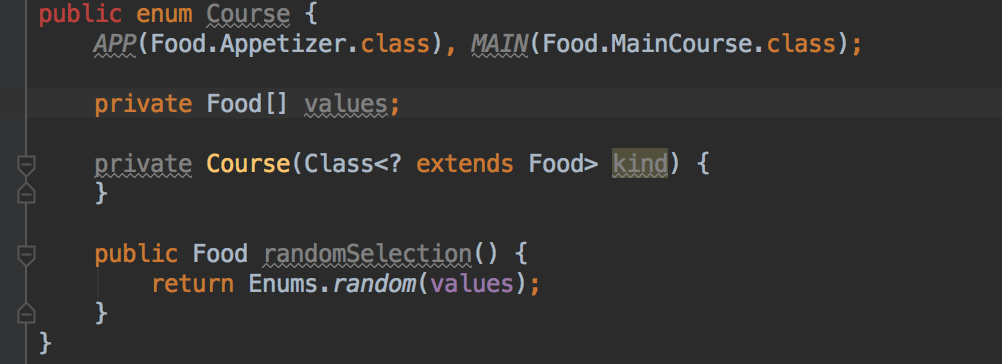 public enum Course {
APP(Food.Appetizer.class), MAIN(Food.MainCourse.class);
private Food[] values;
private Course(Class<? extends Food> kind) {
}
public Food randomSelection() {
return Enums.random(values);
}
}